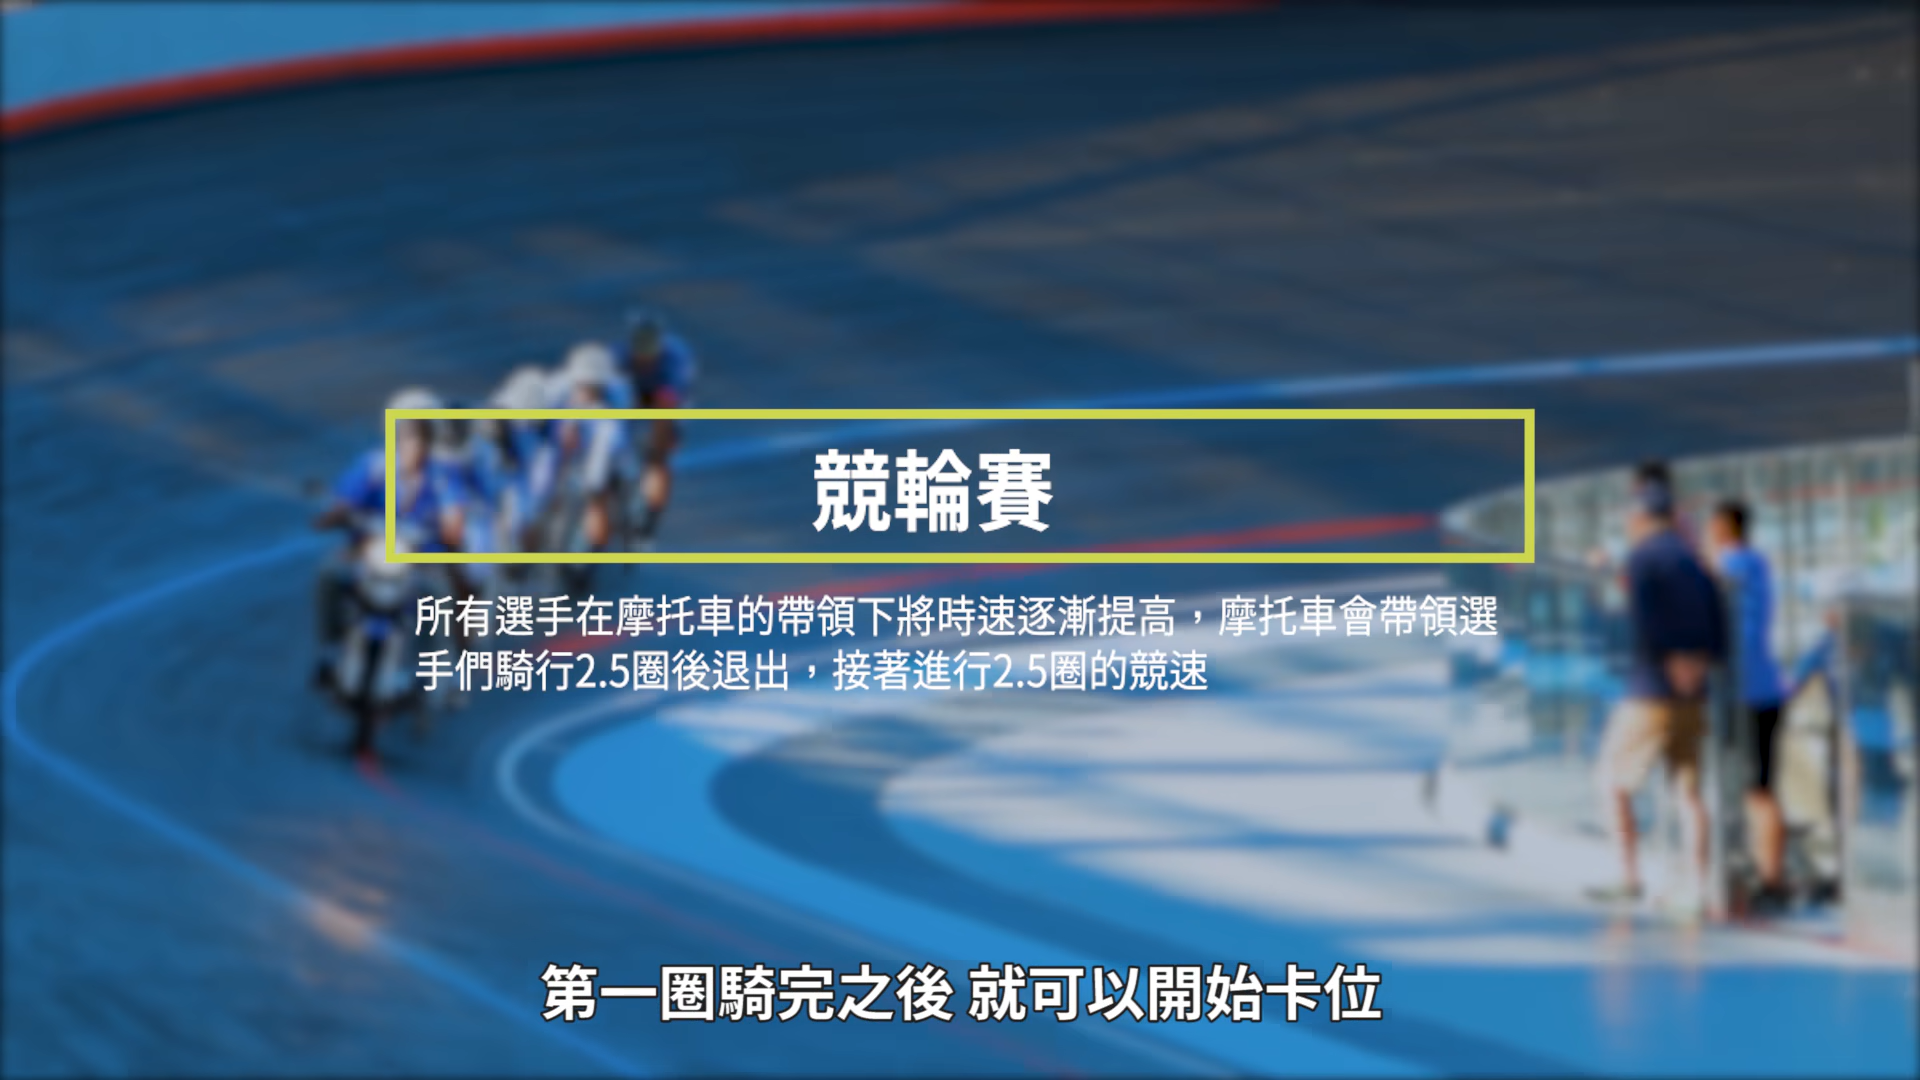 競輪賽
所有選手在摩托車的帶領下將時速逐漸提高，摩托車會帶領選
手們騎行2.5圈後退出，接著進行2.5圈的競速
第一圈騎完之後 就可以開始卡位